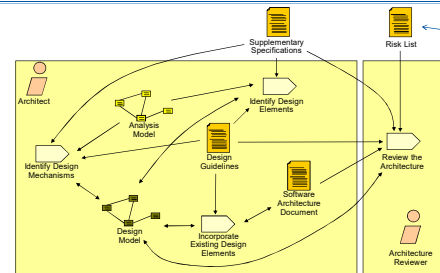 Supplementary
Specifications
Risk List
Architect
Analysis
Model
Identify Design
Elements
Identify Design
Mechanisms
Design
Guidelines
Review the
Architecture
Software
Architecture
Document
Design
Model
Incorporate
Existing Design
Elements
Architecture
Reviewer